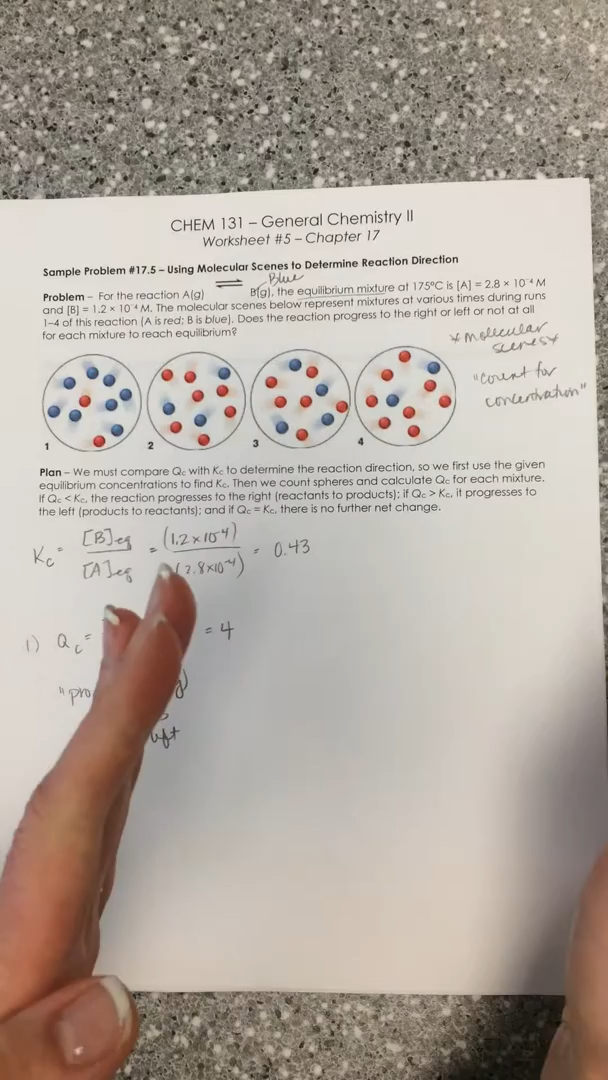 CHEM 131 – General Chemistry II
Worksheet #5 – Chapter 17
Sample Problem #17.5 – Using Molecular Scenes to Determine Reaction Direction
Blue
Problem – For the reaction A(g) ⇌ B(g), the equilibrium mixture at 175°C is [A] = 2.8 × 10⁻⁴ M
and [B] = 1.2 × 10⁻⁴ M. The molecular scenes below represent mixtures at various times during runs
1–4 of this reaction (A is red; B is blue). Does the reaction progress to the right or left or not at all
for each mixture to reach equilibrium?
*molecular
scenes*
"count for
concentration"
1 2 3 4
Plan – We must compare Qc with Kc to determine the reaction direction, so we first use the given
equilibrium concentrations to find Kc. Then we count spheres and calculate Qc for each mixture.
If Qc < Kc, the reaction progresses to the right (reactants to products); if Qc > Kc, it progresses to
the left (products to reactants); and if Qc = Kc, there is no further net change.
Kc = [B]eq / [A]eq = (1.2×10⁻⁴) / (2.8×10⁻⁴) = 0.43
1) Qc = = 4
left